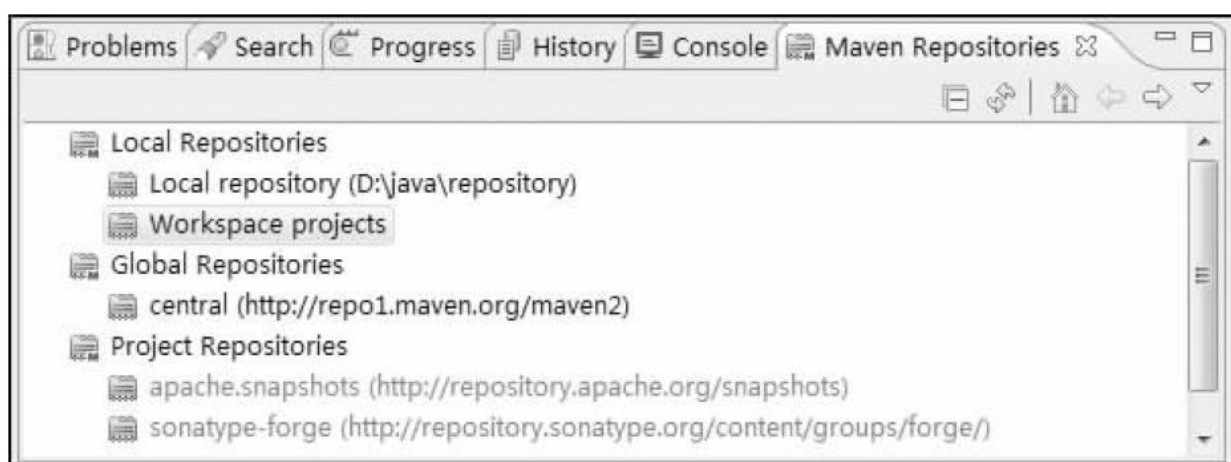 Problems Search Progress History Console Maven Repositories
Local Repositories
Local repository (D:\java\repository)
Workspace projects
Global Repositories
central (http://repo1.maven.org/maven2)
Project Repositories
apache.snapshots (http://repository.apache.org/snapshots)
sonatype-forge (http://repository.sonatype.org/content/groups/forge/)